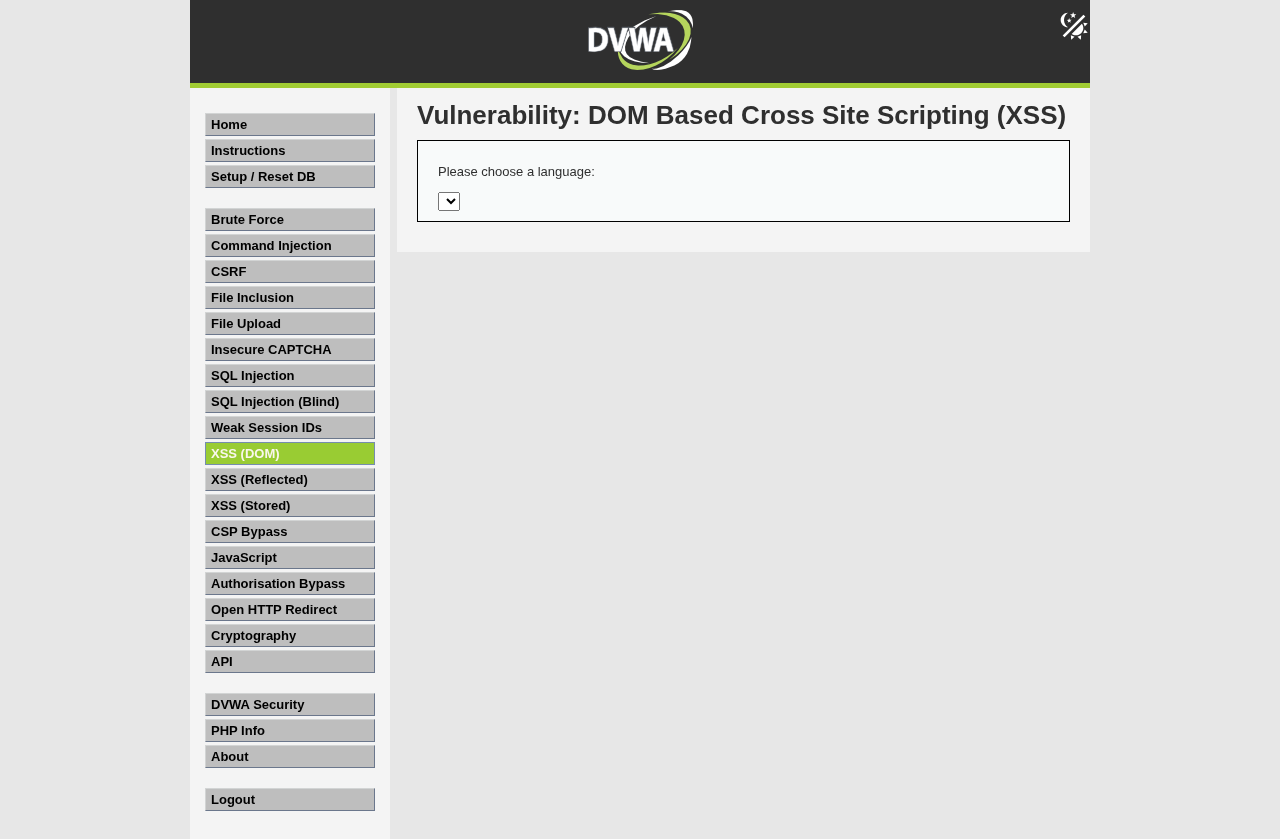 DVWA
Home
Instructions
Setup / Reset DB
Brute Force
Command Injection
CSRF
File Inclusion
File Upload
Insecure CAPTCHA
SQL Injection
SQL Injection (Blind)
Weak Session IDs
XSS (DOM)
XSS (Reflected)
XSS (Stored)
CSP Bypass
JavaScript
Authorisation Bypass
Open HTTP Redirect
Cryptography
API
DVWA Security
PHP Info
About
Logout
Vulnerability: DOM Based Cross Site Scripting (XSS)
Please choose a language: